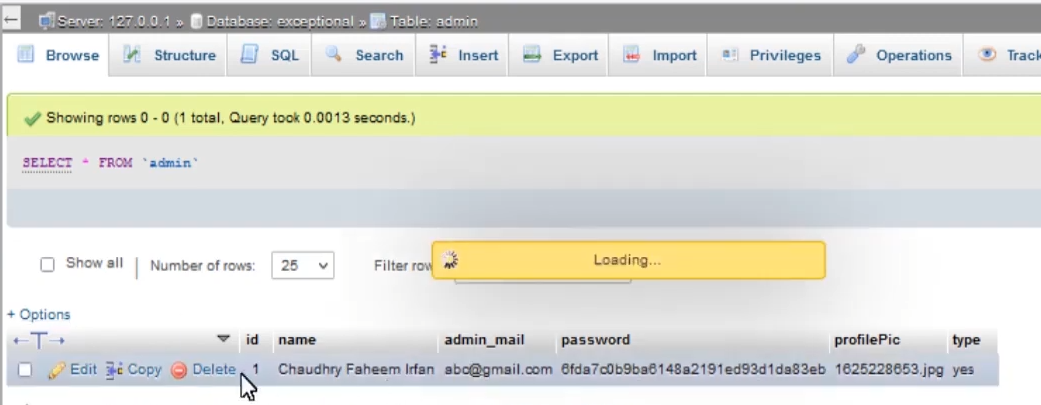 Server: 127.0.0.1 » Database: exceptional » Table: admin
Browse Structure SQL Search Insert Export Import Privileges Operations Track
Showing rows 0 - 0 (1 total, Query took 0.0013 seconds.)
SELECT * FROM `admin`
Show all | Number of rows: 25 Filter row
Loading...
+ Options
←T→ id name admin_mail password profilePic type
Edit Copy Delete 1 Chaudhry Faheem Irfan abc@gmail.com 6fda7c0b9ba6148a2191ed93d1da83eb 1625228653.jpg yes